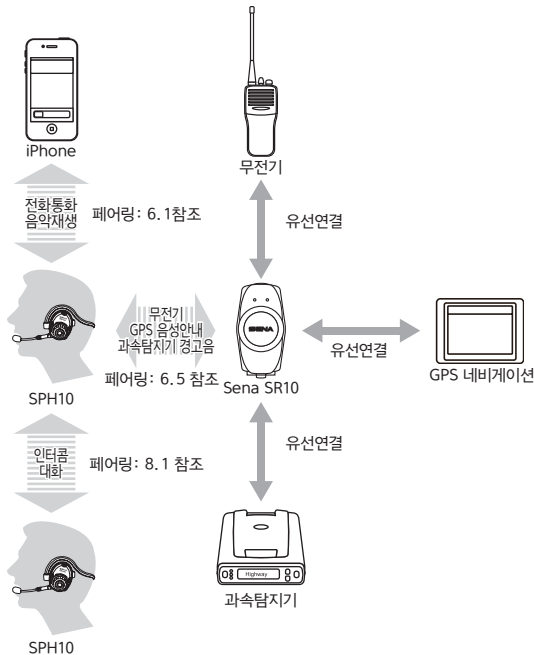 iPhone
무전기
전화통화
음악재생
페어링: 6.1참조
유선연결
무전기
GPS 음성안내
과속탐지기 경고음
SENA
유선연결
GPS 네비게이션
페어링: 6.5 참조
Sena SR10
SPH10
인터콤
대화
페어링: 8.1 참조
유선연결
Highway
과속탐지기
SPH10